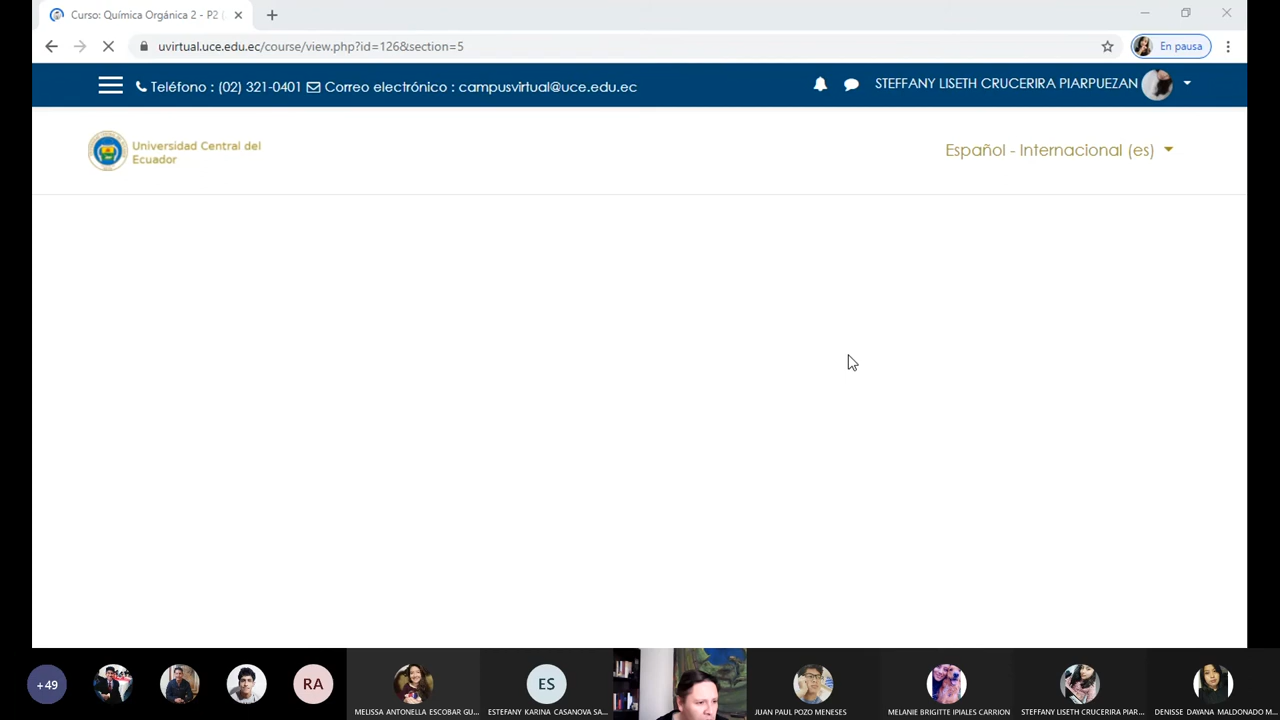 Curso: Química Orgánica 2 - P2
uvirtual.uce.edu.ec/course/view.php?id=126&section=5
En pausa
Teléfono : (02) 321-0401 Correo electrónico : campusvirtual@uce.edu.ec
STEFFANY LISETH CRUCERIRA PIARPUEZAN
Universidad Central del
Ecuador
Español - Internacional (es)
+49
RA
ES
MELISSA ANTONELLA ESCOBAR GU...
ESTEFANY KARINA CASANOVA SA...
JUAN PAUL POZO MENESES
MELANIE BRIGITTE IPIALES CARRION
STEFFANY LISETH CRUCERIRA PIAR...
DENISSE DAYANA MALDONADO M...